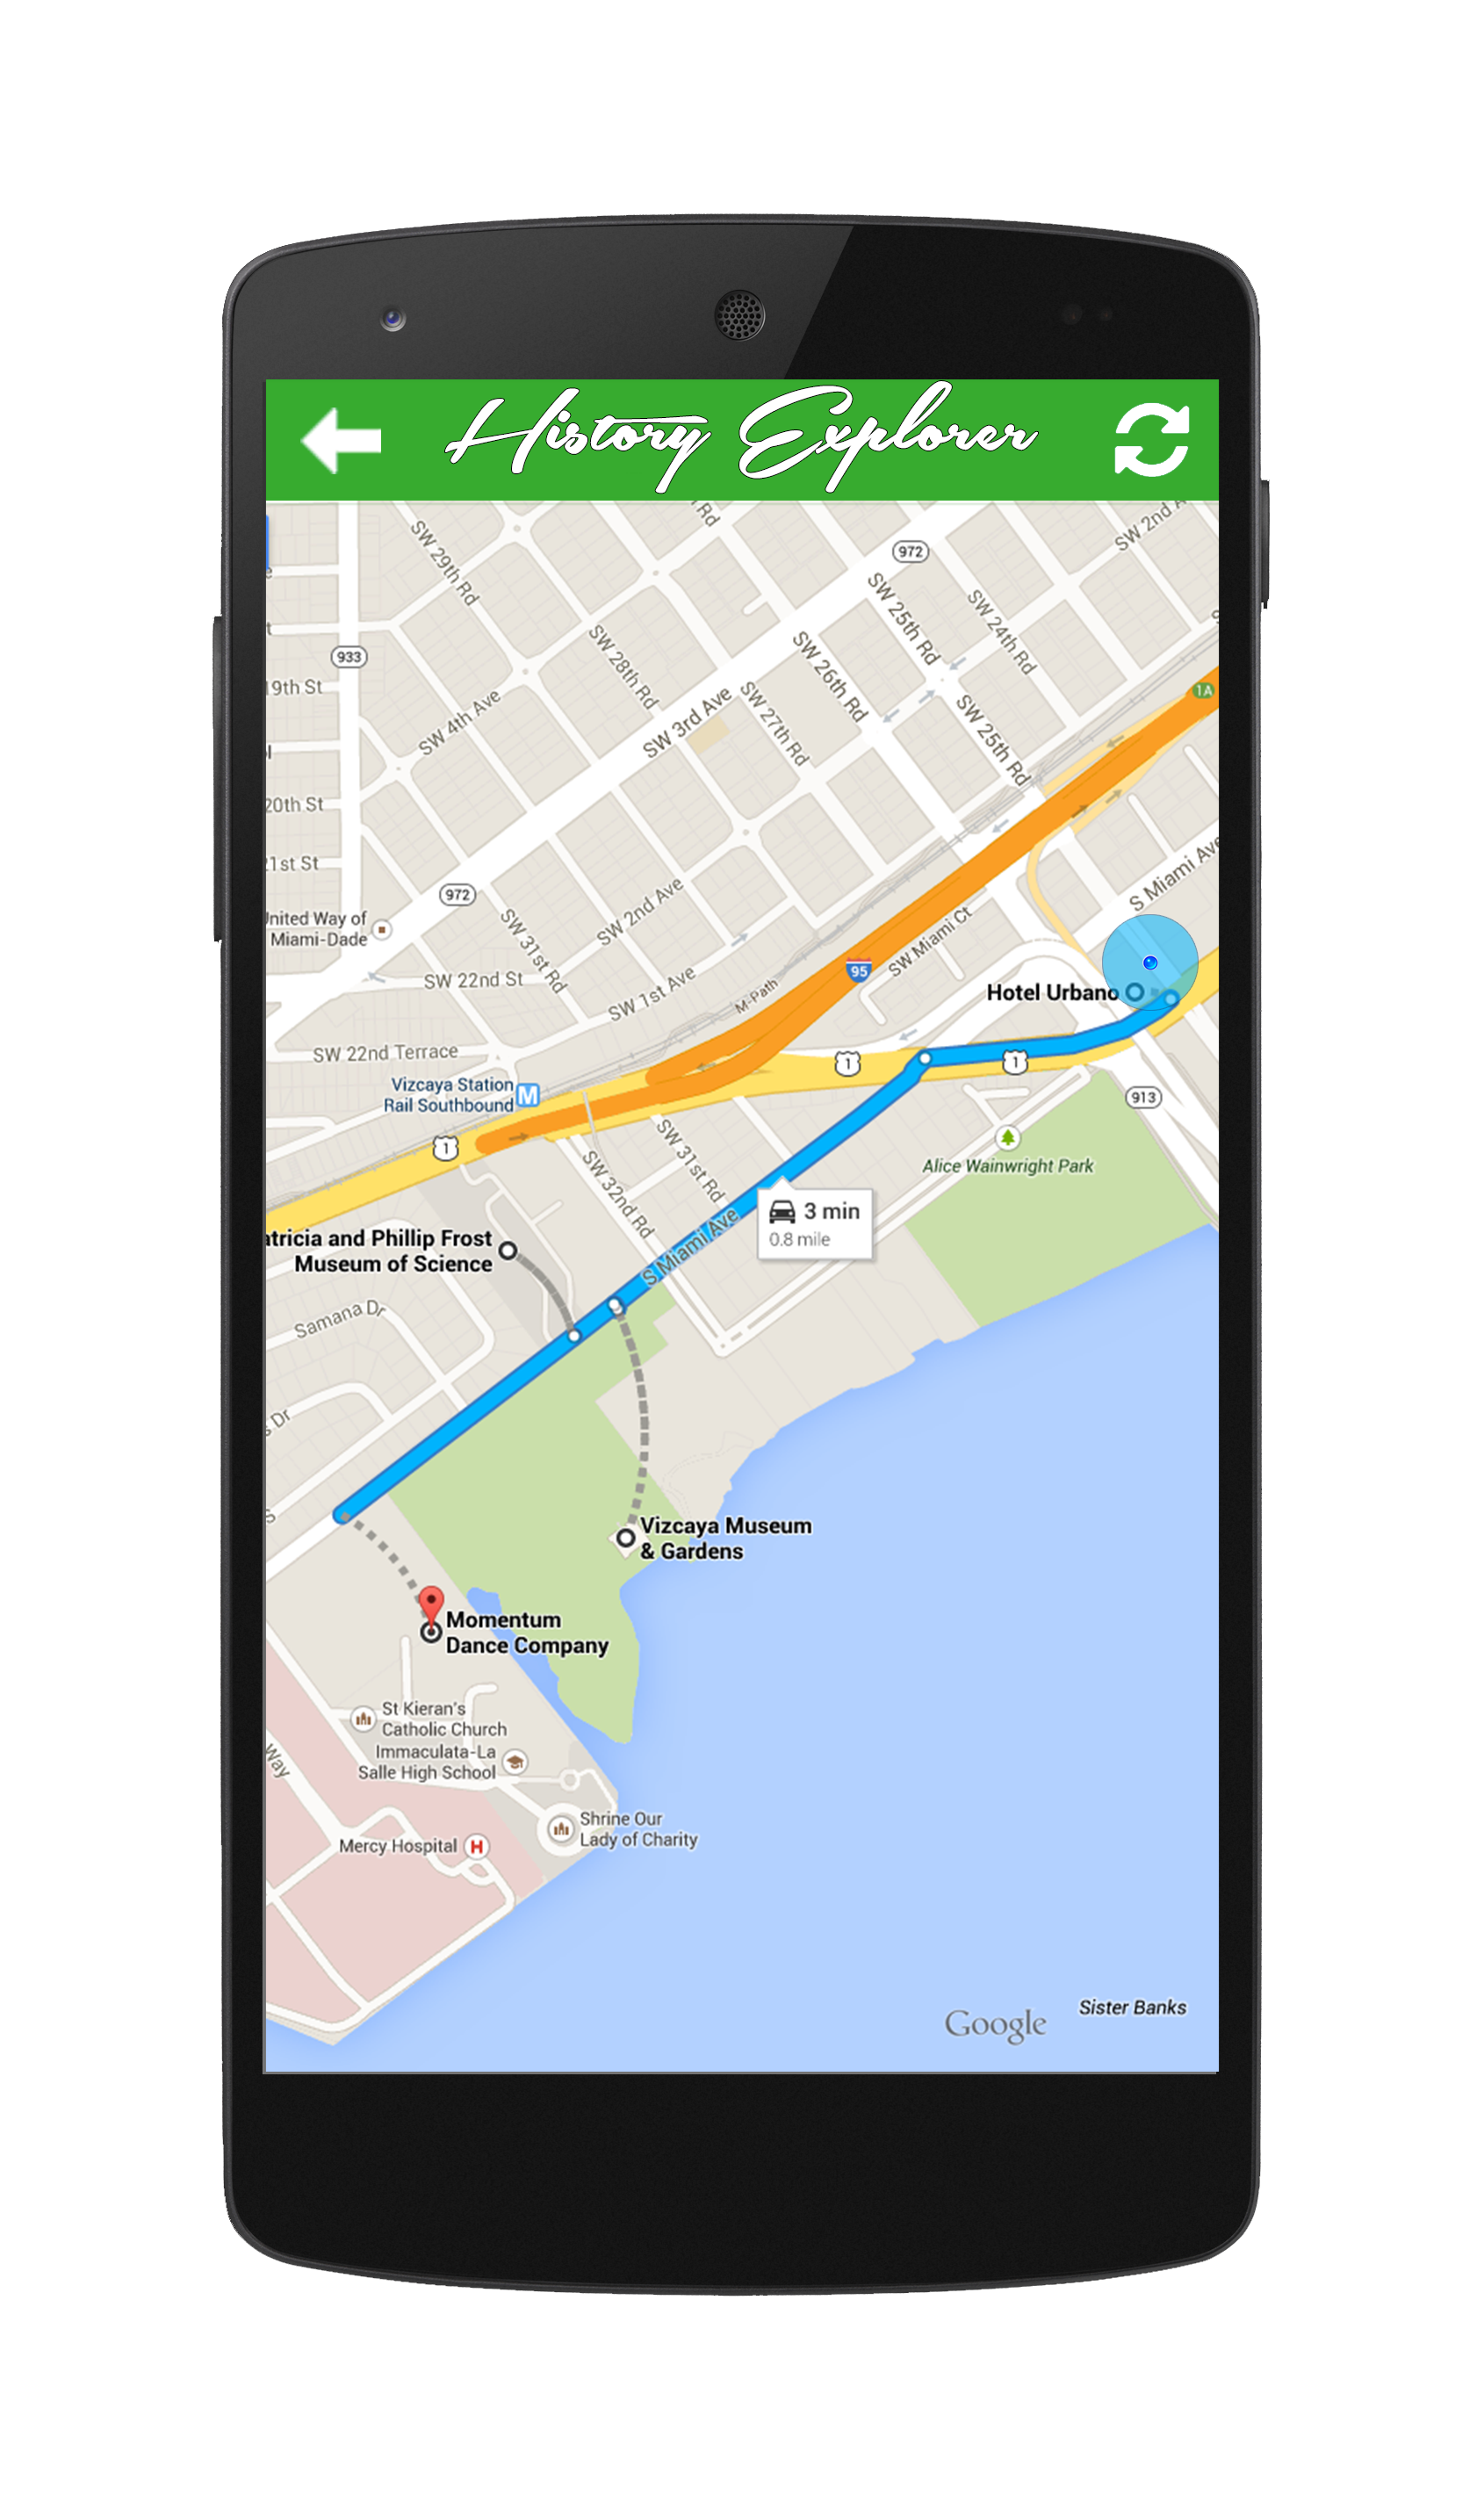 History Explorer
SW 29th Rd
Rd
972
SW 2nd A
SW 25th Rd
SW 24th Rd
SW 28th Rd
SW 26th Rd
933
19th St
SW 4th Ave
SW 3rd Ave
SW 27th Rd
SW 25th Rd
1A
20th St
21st St
S Miami Ave
972
SW 2nd Ave
United Way of
Miami-Dade
SW 31st Rd
SW Miami Ct
95
SW 22nd St
SW 1st Ave
M-Path
Hotel Urbano
SW 22nd Terrace
1
1
Vizcaya Station
Rail Southbound
M
913
1
SW 31st Rd
SW 32nd Rd
Alice Wainwright Park
3 min
0.8 mile
S Miami Ave
atricia and Phillip Frost
Museum of Science
Samana Dr
s Dr
S
Vizcaya Museum
& Gardens
Momentum
Dance Company
St Kieran's
Catholic Church
Immaculata-La
Salle High School
Way
Shrine Our
Lady of Charity
Mercy Hospital H
Sister Banks
Google